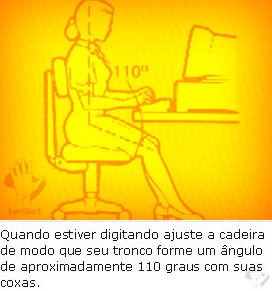 110º
Ler/Dort
Quando estiver digitando ajuste a cadeira
de modo que seu tronco forme um ângulo
de aproximadamente 110 graus com suas
coxas.